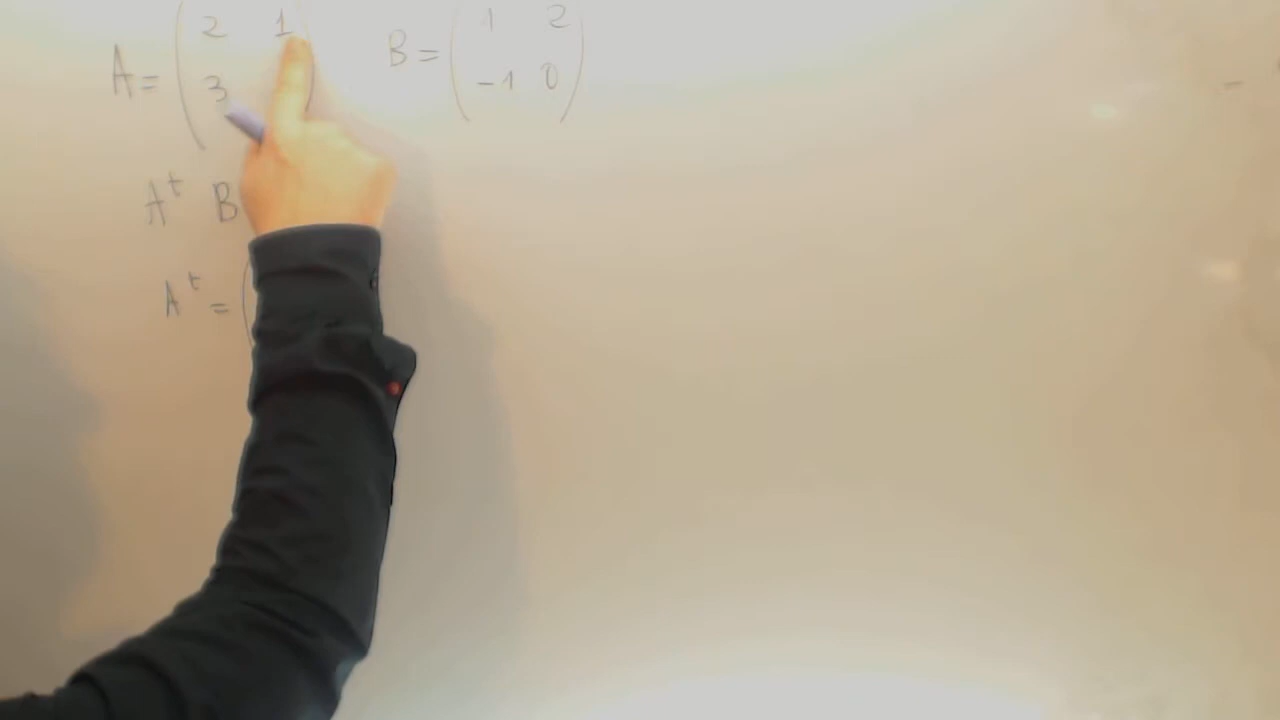 A = ( 2 1 B = ( 1 2
3 ) -1 0 )
A^t B
A^t = (